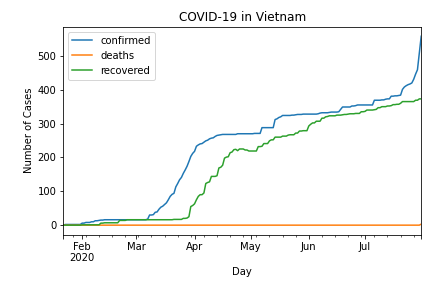 COVID-19 in Vietnam
confirmed
deaths
recovered
Number of Cases
500
400
300
200
100
0
Feb
2020
Mar
Apr
May
Jun
Jul
Day